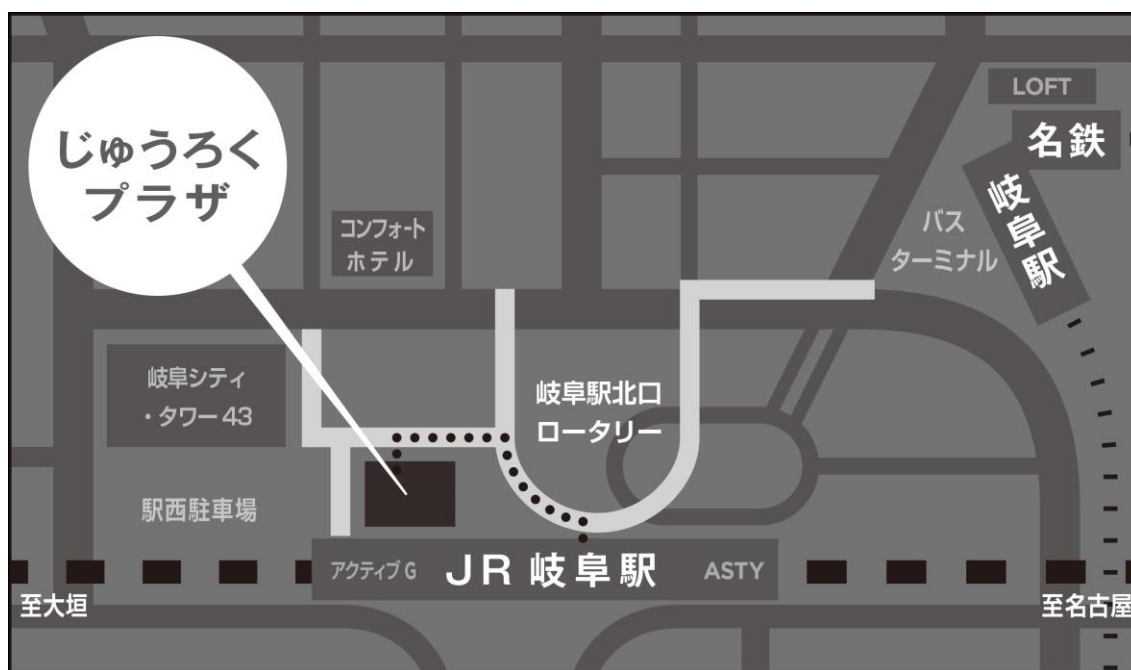 じゅうろく
プラザ
LOFT
名鉄
岐阜駅
バス
ターミナル
コンフォート
ホテル
岐阜シティ
・タワー43
岐阜駅北口
ロータリー
駅西駐車場
アクティブG
JR岐阜駅
ASTY
至大垣
至名古屋